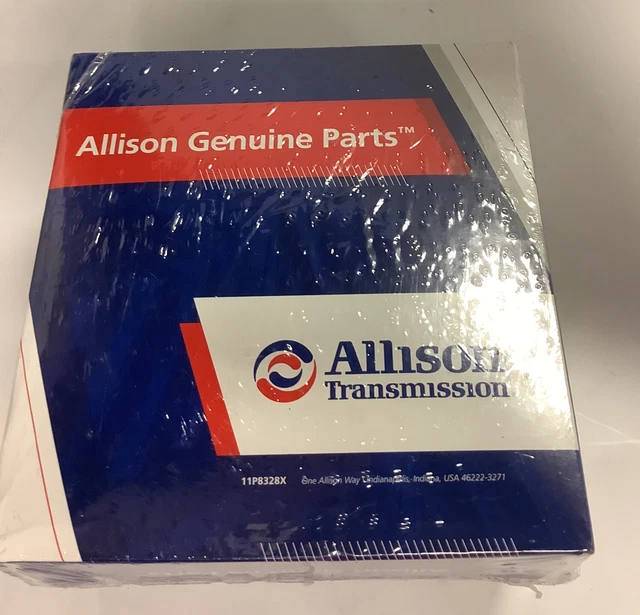 Allison Genuine Parts™
Allison
Transmission
11P8328X One Allison Way Indianapolis, Indiana, USA 46222-3271